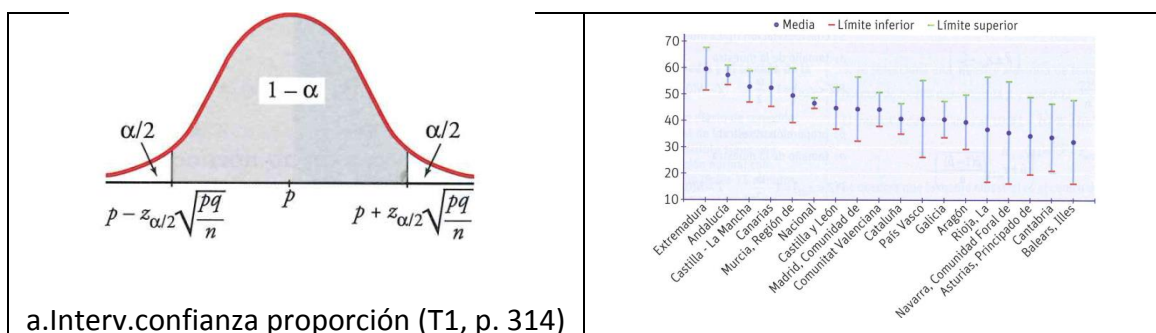 1 – α
α/2
α/2
p – z_{α/2} √(pq/n)
p
p + z_{α/2} √(pq/n)
a.Interv.confianza proporción (T1, p. 314)
Media
Límite inferior
Límite superior
70
60
50
40
30
20
10
Extremadura
Andalucía
Castilla - La Mancha
Canarias
Murcia, Región de
Nacional
Castilla y León
Madrid, Comunidad de
Comunitat Valenciana
Cataluña
País Vasco
Galicia
Aragón
Rioja, La
Navarra, Comunidad Foral de
Asturias, Principado de
Cantabria
Balears, Illes